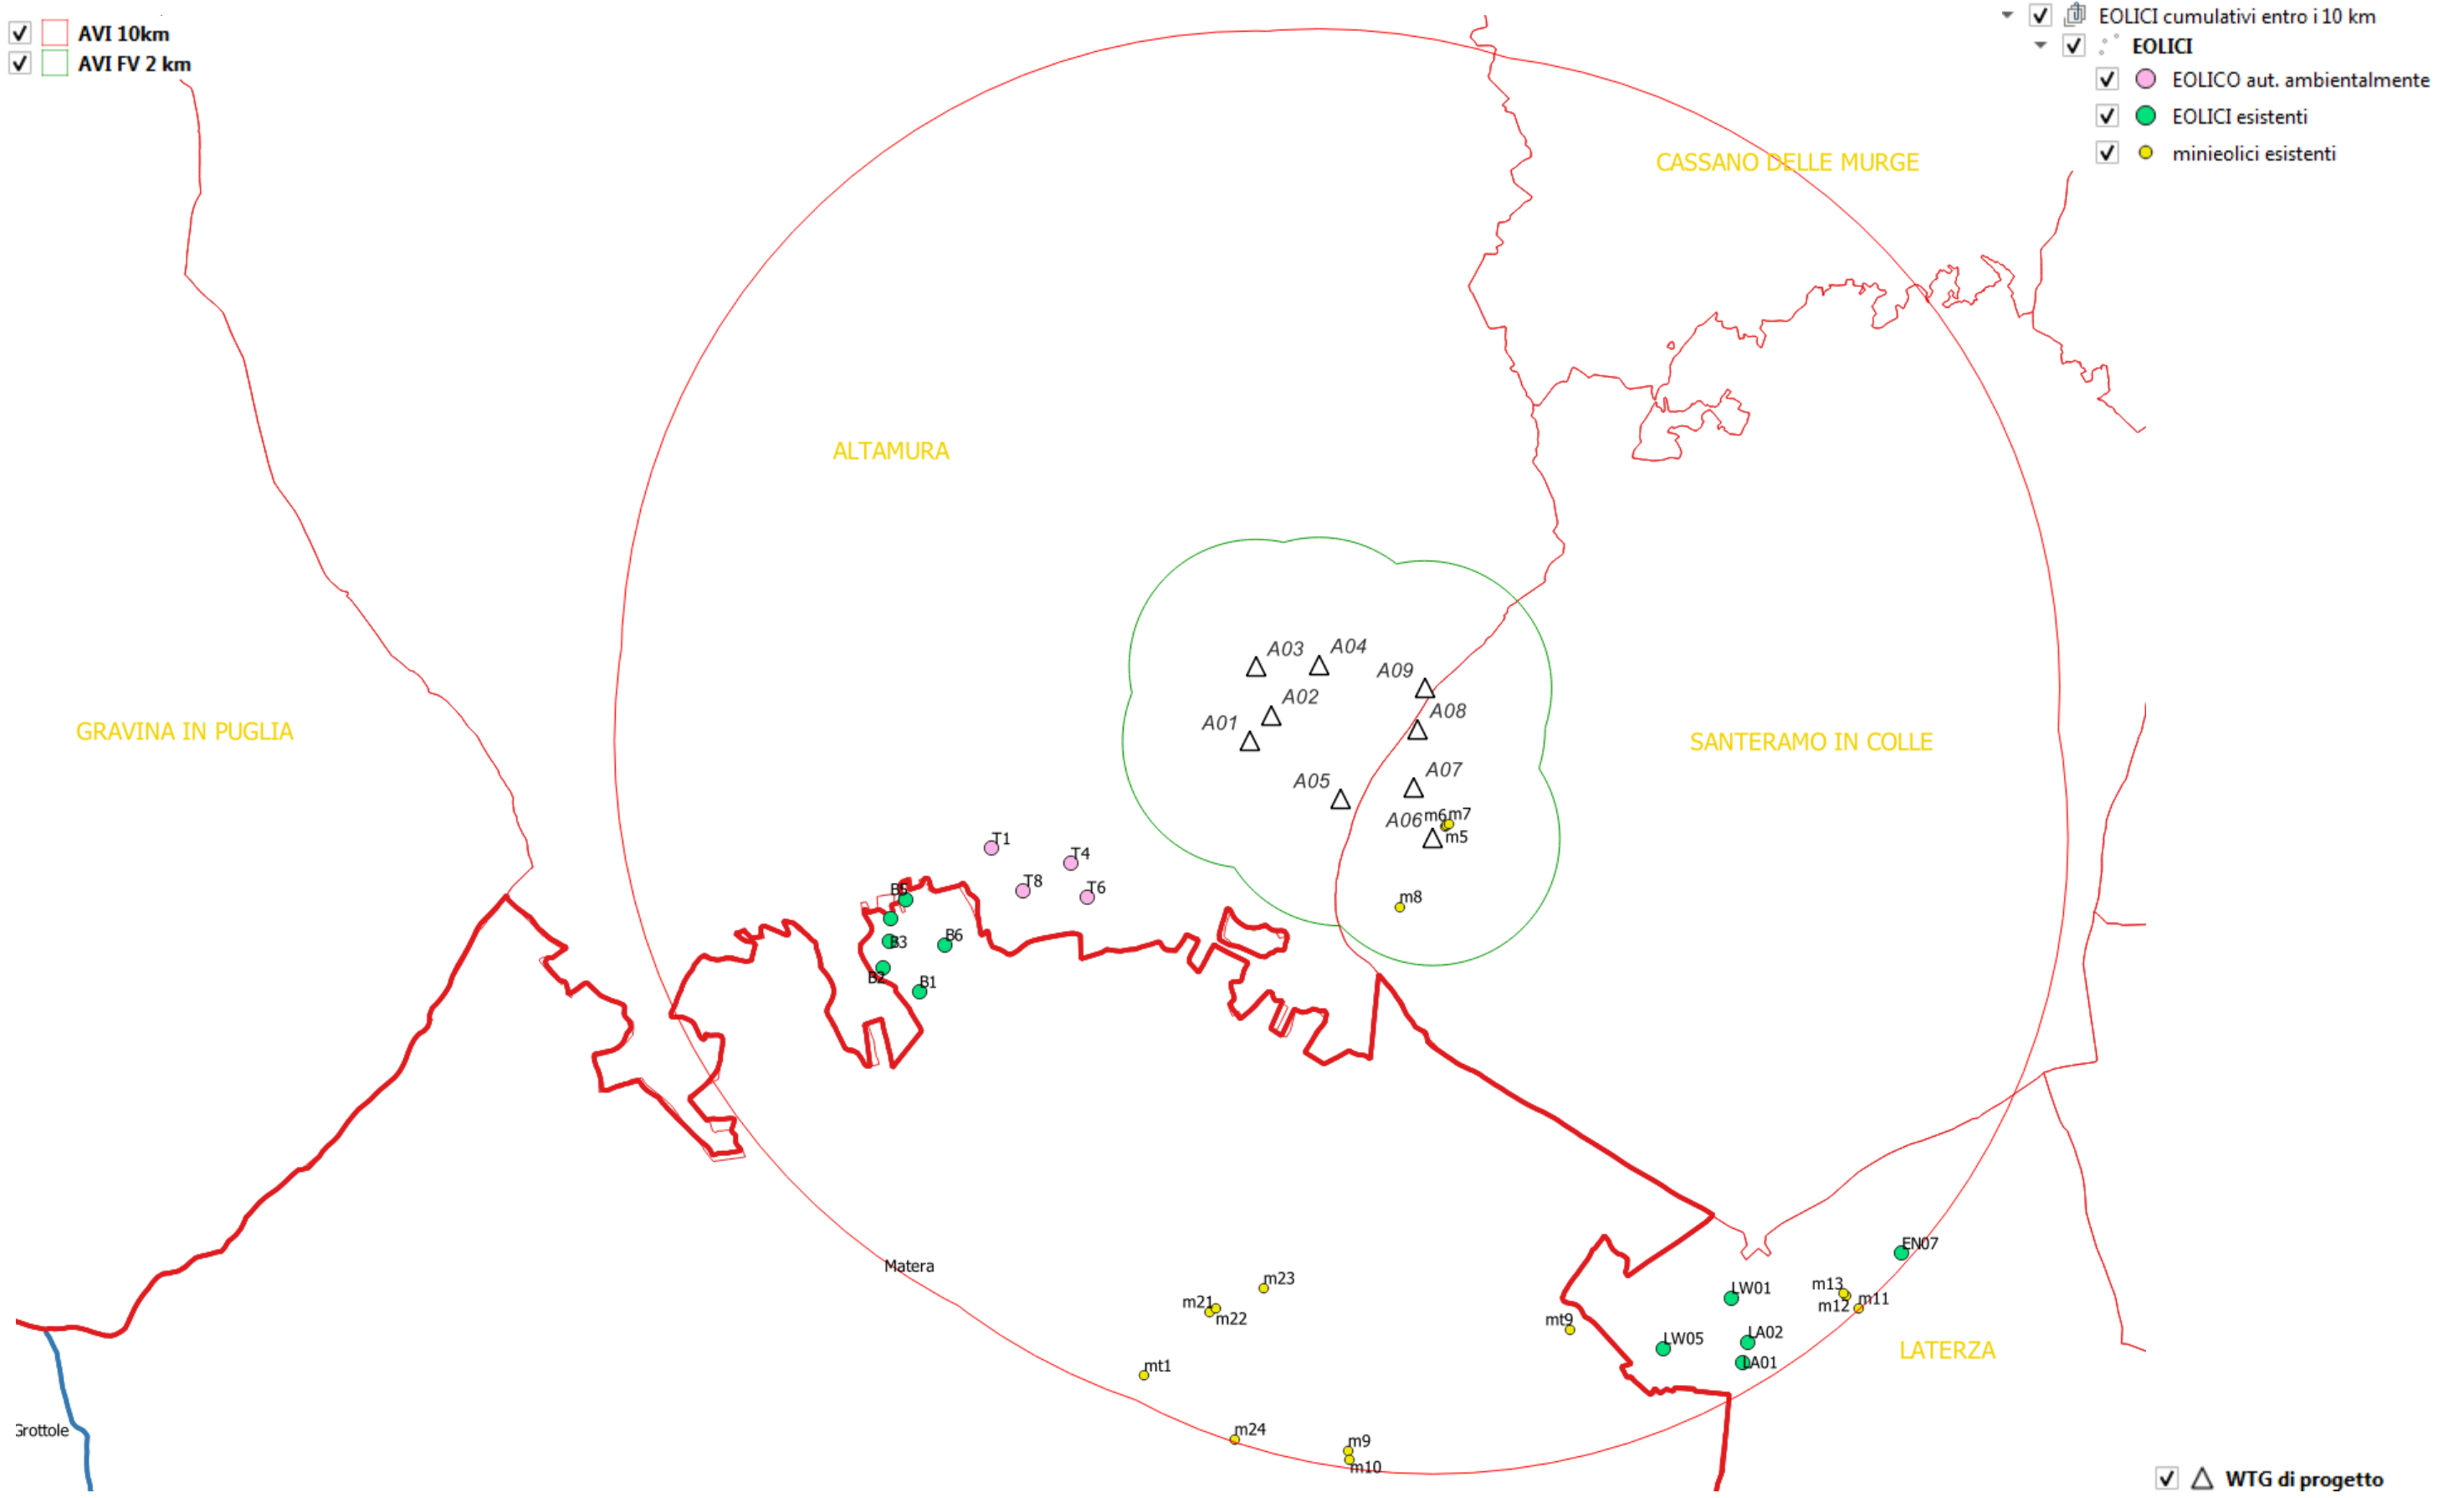 AVI 10km
AVI FV 2 km
EOLICI cumulativi entro i 10 km
EOLICI
EOLICO aut. ambientalmente
EOLICI esistenti
minieolici esistenti
CASSANO DELLE MURGE
ALTAMURA
GRAVINA IN PUGLIA
SANTERAMO IN COLLE
A03
A04
A09
A02
A08
A01
A07
A05
A06
m6
m7
m5
m8
T1
T4
T8
T6
B5
B3
B6
B2
B1
Matera
m23
m21
m22
mt1
m24
m9
m10
mt9
EN07
LW01
m13
m12
m11
LW05
LA02
LA01
LATERZA
Grottole
WTG di progetto